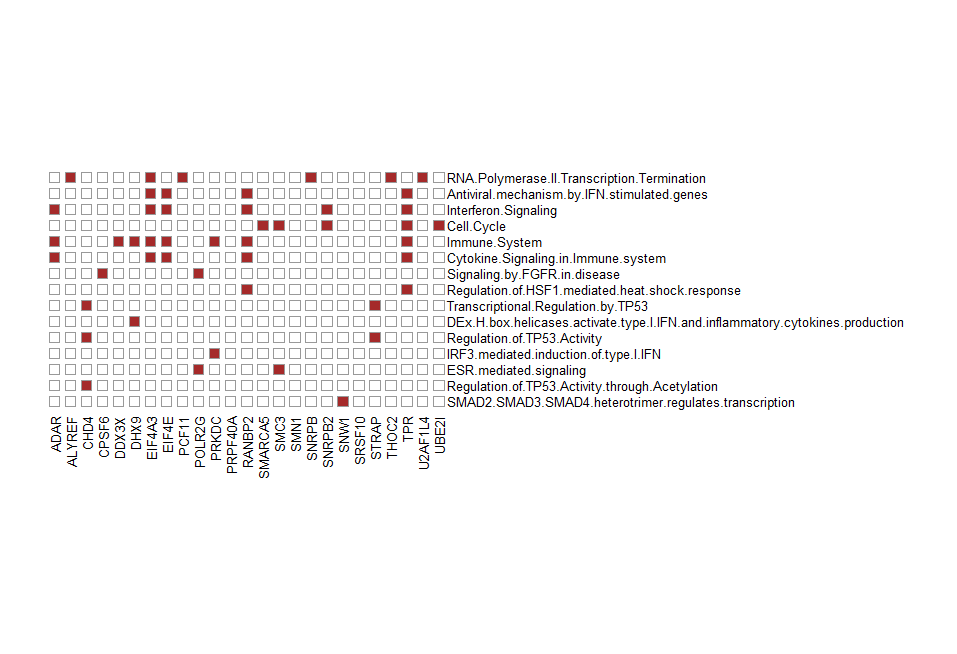 RNA.Polymerase.II.Transcription.Termination
Antiviral.mechanism.by.IFN.stimulated.genes
Interferon.Signaling
Cell.Cycle
Immune.System
Cytokine.Signaling.in.Immune.system
Signaling.by.FGFR.in.disease
Regulation.of.HSF1.mediated.heat.shock.response
Transcriptional.Regulation.by.TP53
DEx.H.box.helicases.activate.type.I.IFN.and.inflammatory.cytokines.production
Regulation.of.TP53.Activity
IRF3.mediated.induction.of.type.I.IFN
ESR.mediated.signaling
Regulation.of.TP53.Activity.through.Acetylation
SMAD2.SMAD3.SMAD4.heterotrimer.regulates.transcription
ADAR
ALYREF
CHD4
CPSF6
DDX3X
DHX9
EIF4A3
EIF4E
PCF11
POLR2G
PRKDC
PRPF40A
RANBP2
SMARCA5
SMC3
SMN1
SNRPB
SNRPB2
SNW1
SRSF10
STRAP
THOC2
TPR
U2AF1L4
UBE2I